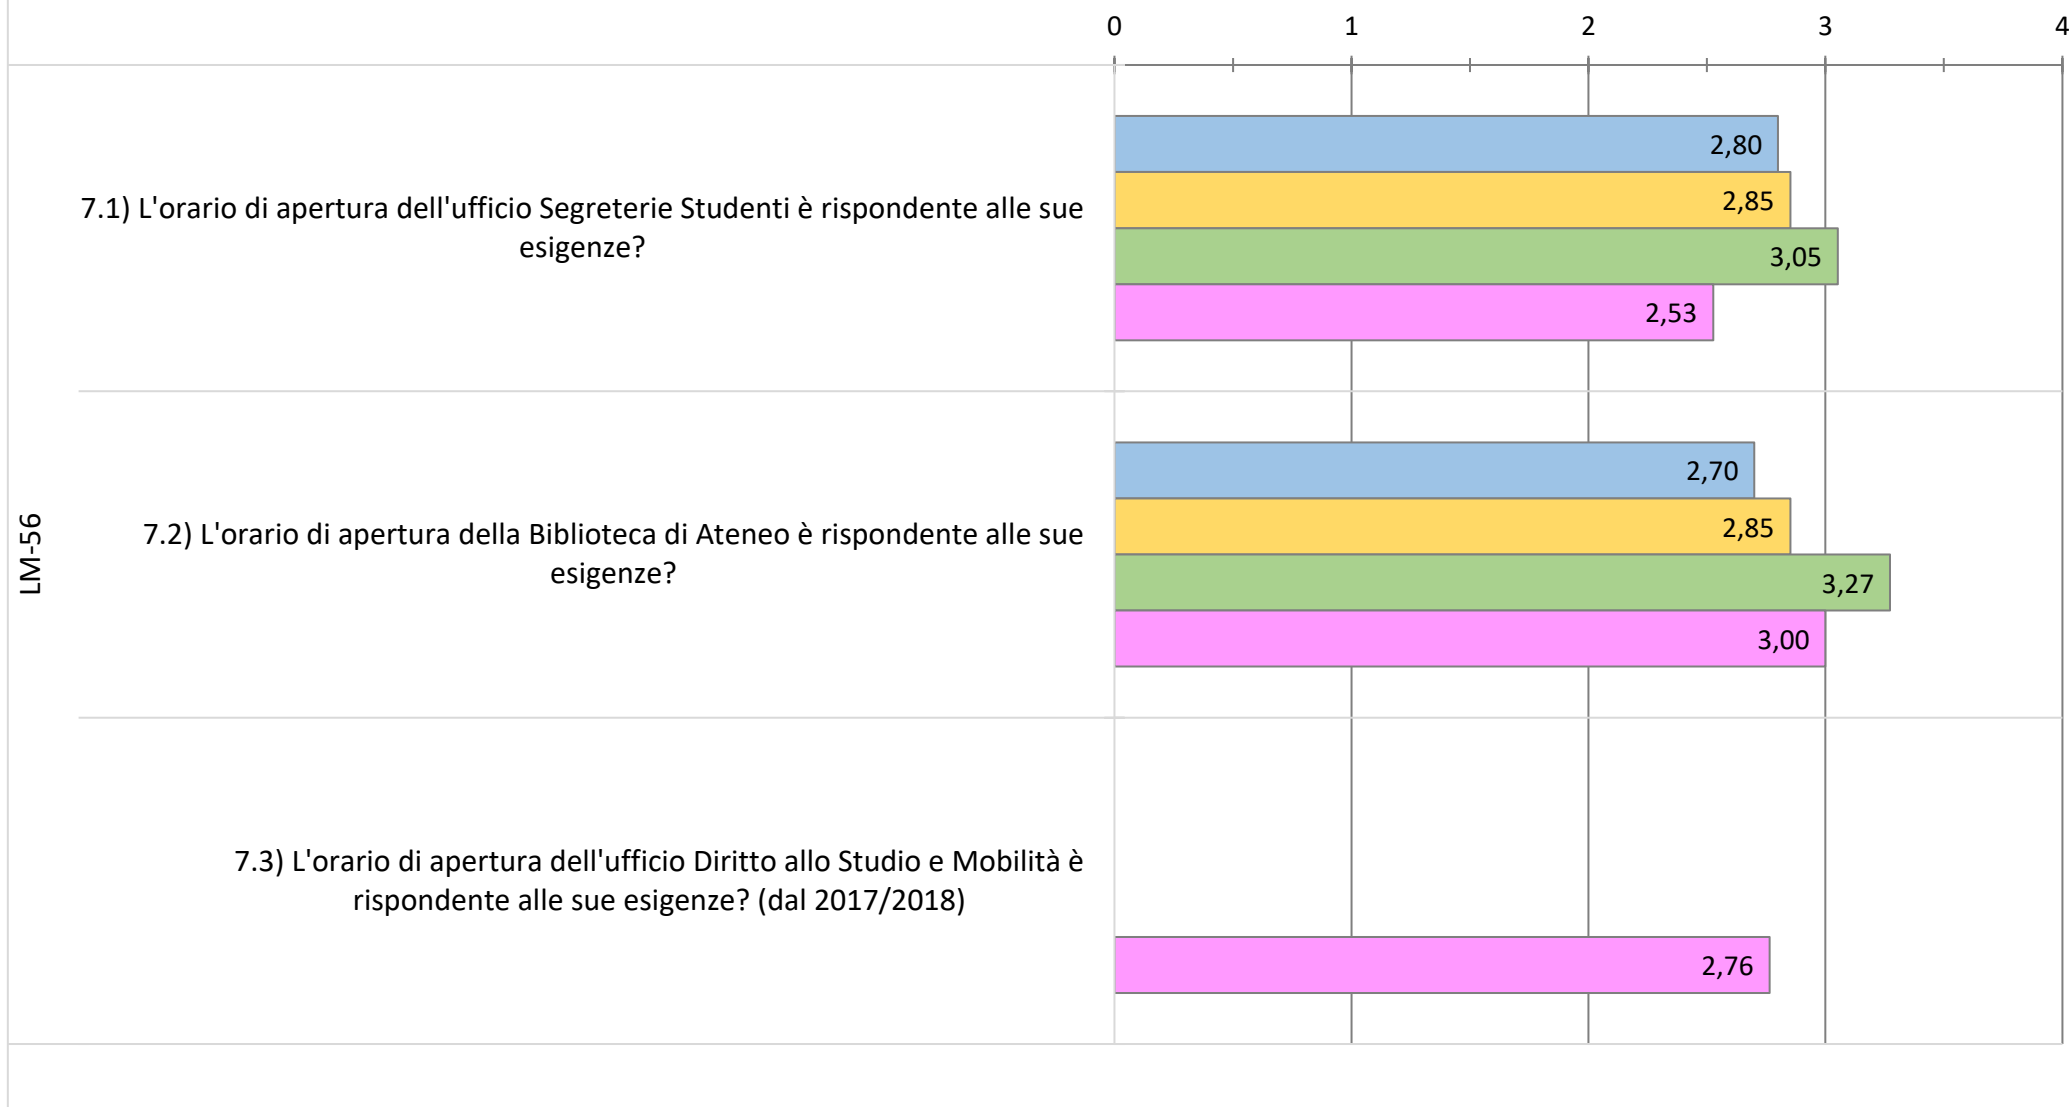 0 1 2 3 4
LM-56
7.1) L'orario di apertura dell'ufficio Segreterie Studenti è rispondente alle sue
esigenze?
2,80
2,85
3,05
2,53
7.2) L'orario di apertura della Biblioteca di Ateneo è rispondente alle sue
esigenze?
2,70
2,85
3,27
3,00
7.3) L'orario di apertura dell'ufficio Diritto allo Studio e Mobilità è
rispondente alle sue esigenze? (dal 2017/2018)
2,76